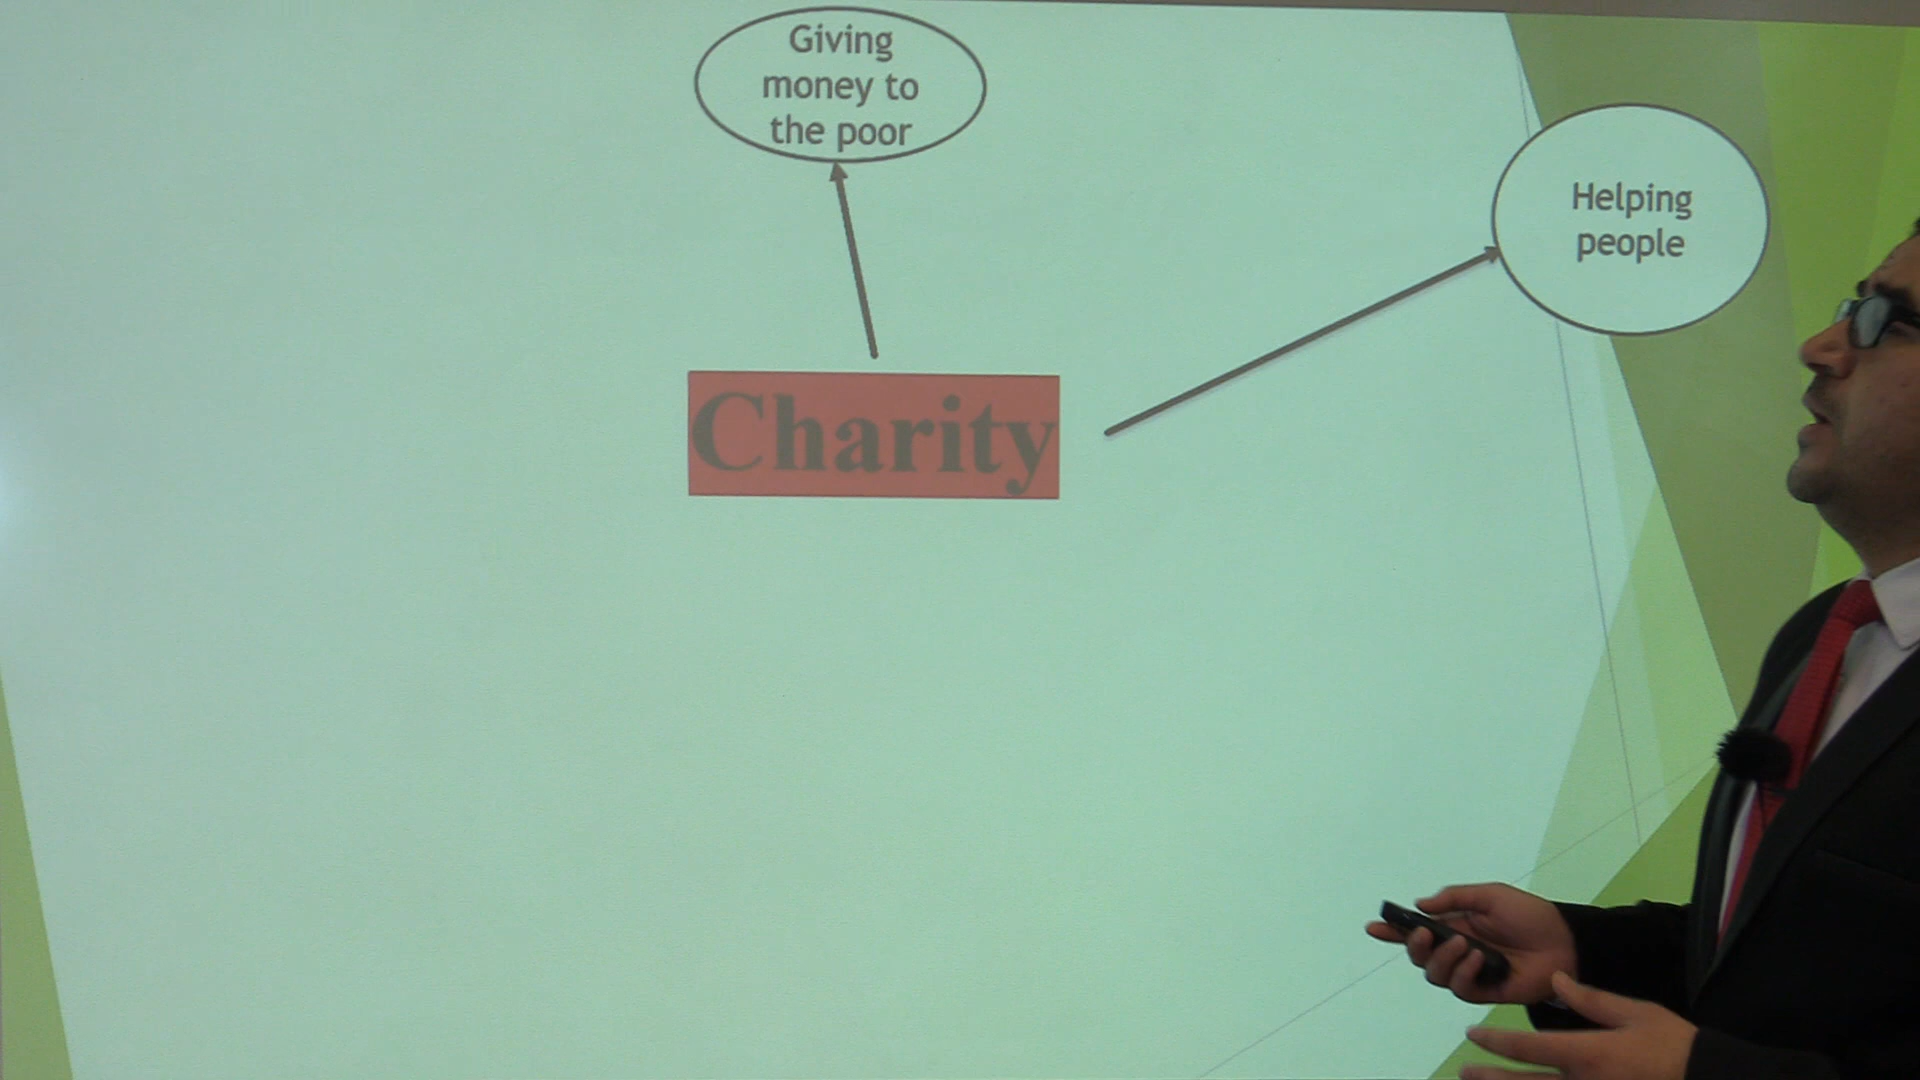 Giving
money to
the poor
Helping
people
Charity